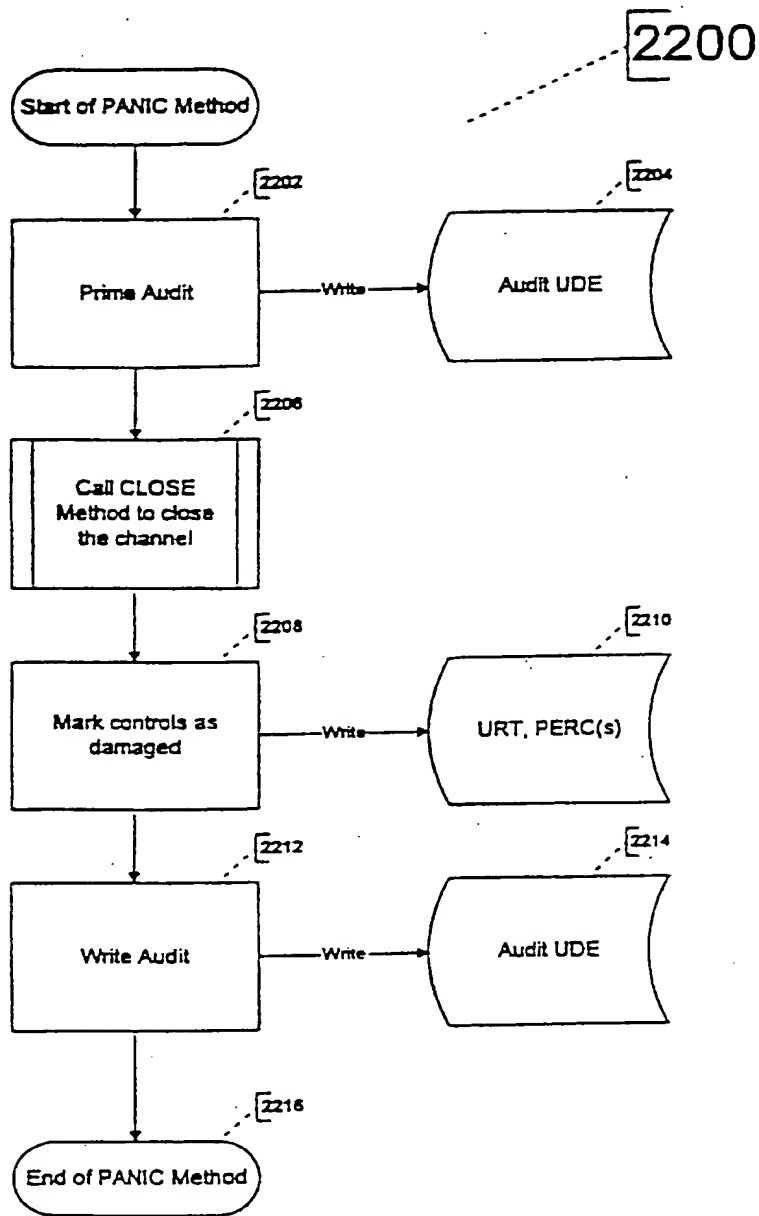 2200
Start of PANIC Method
2202
2204
Prime Audit
Write
Audit UDE
2206
Call CLOSE
Method to close
the channel
2208
2210
Mark controls as
damaged
Write
URT, PERC(s)
2212
2214
Write Audit
Write
Audit UDE
2216
End of PANIC Method